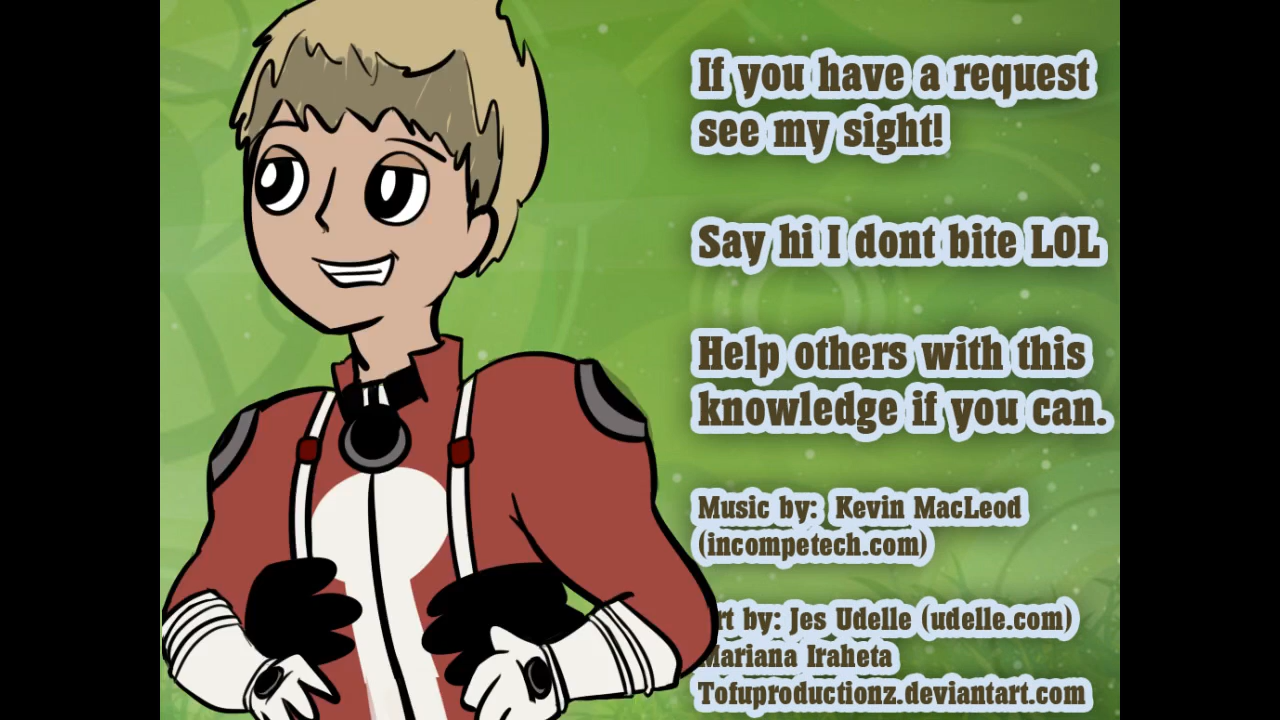 If you have a request
see my sight!
Say hi I dont bite LOL
Help others with this
knowledge if you can.
Music by: Kevin MacLeod
(incompetech.com)
Art by: Jes Udelle (udelle.com)
Mariana Iraheta
Tofuproductionz.deviantart.com